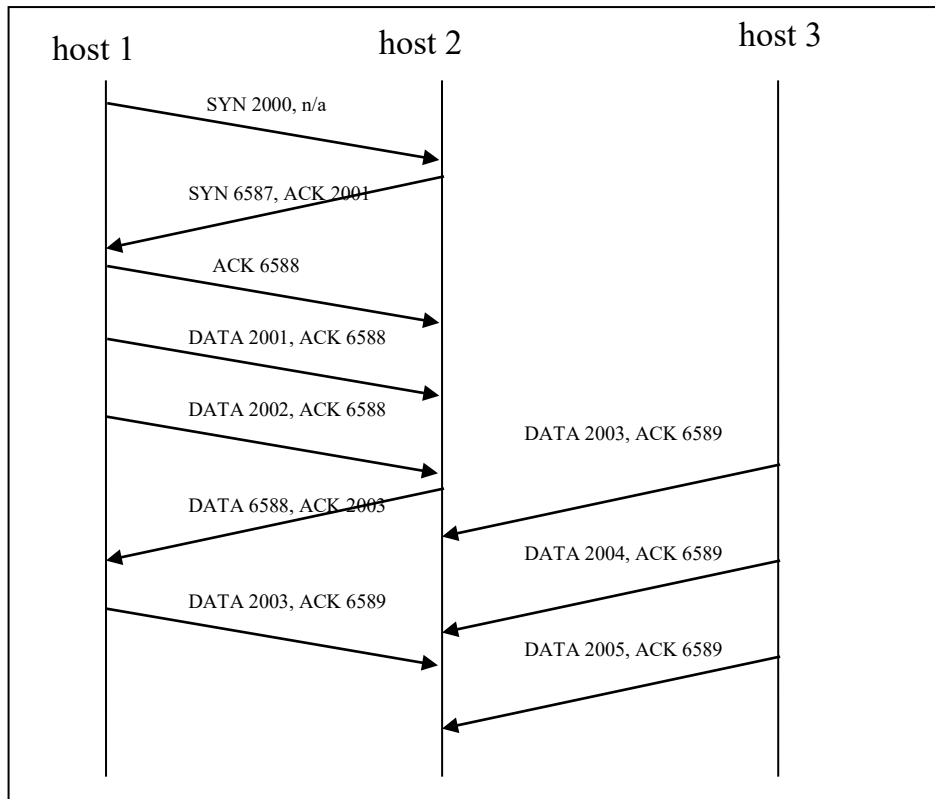 host 1
host 2
host 3
SYN 2000, n/a
SYN 6587, ACK 2001
ACK 6588
DATA 2001, ACK 6588
DATA 2002, ACK 6588
DATA 2003, ACK 6589
DATA 6588, ACK 2003
DATA 2004, ACK 6589
DATA 2003, ACK 6589
DATA 2005, ACK 6589